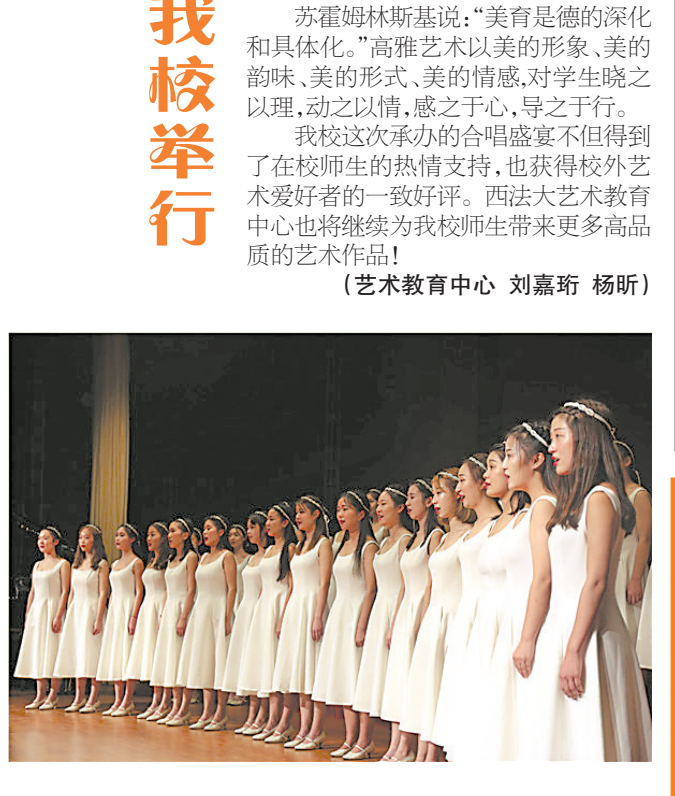 我校举行
苏霍姆林斯基说：“美育是德的深化
和具体化。”高雅艺术以美的形象、美的
韵味、美的形式、美的情感,对学生晓之
以理,动之以情,感之于心,导之于行。
我校这次承办的合唱盛宴不但得到
了在校师生的热情支持,也获得校外艺
术爱好者的一致好评。西法大艺术教育
中心也将继续为我校师生带来更多高品
质的艺术作品!
(艺术教育中心 刘嘉珩 杨昕)